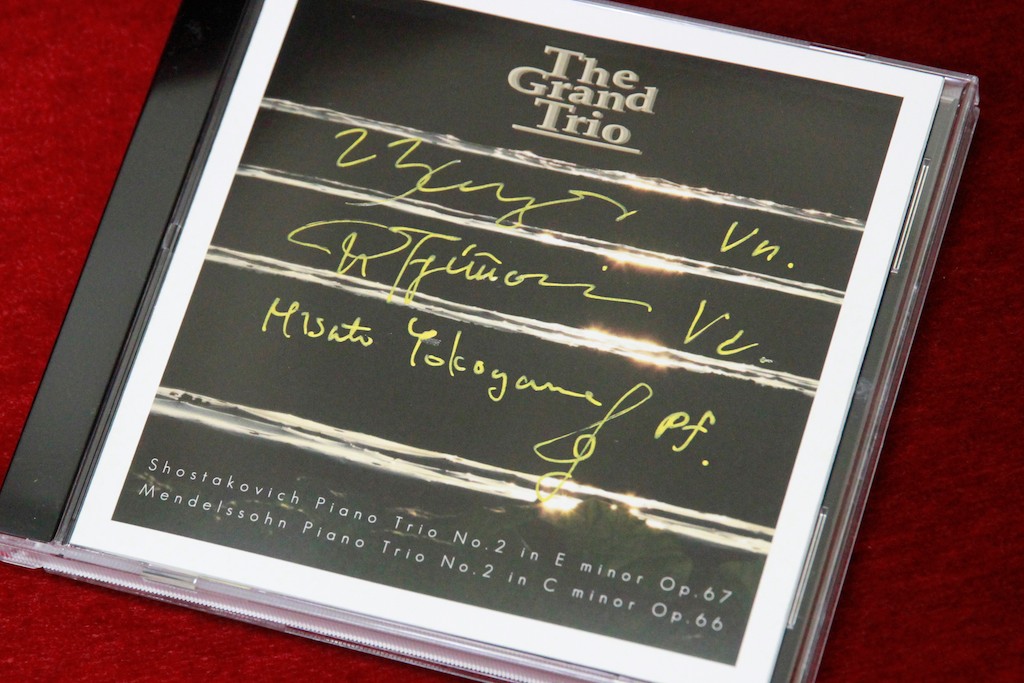 The
Grand
Trio
Vn.
Vc.
Misato Yokoyama Pf.
Shostakovich Piano Trio No.2 in E minor Op.67
Mendelssohn Piano Trio No.2 in C minor Op.66